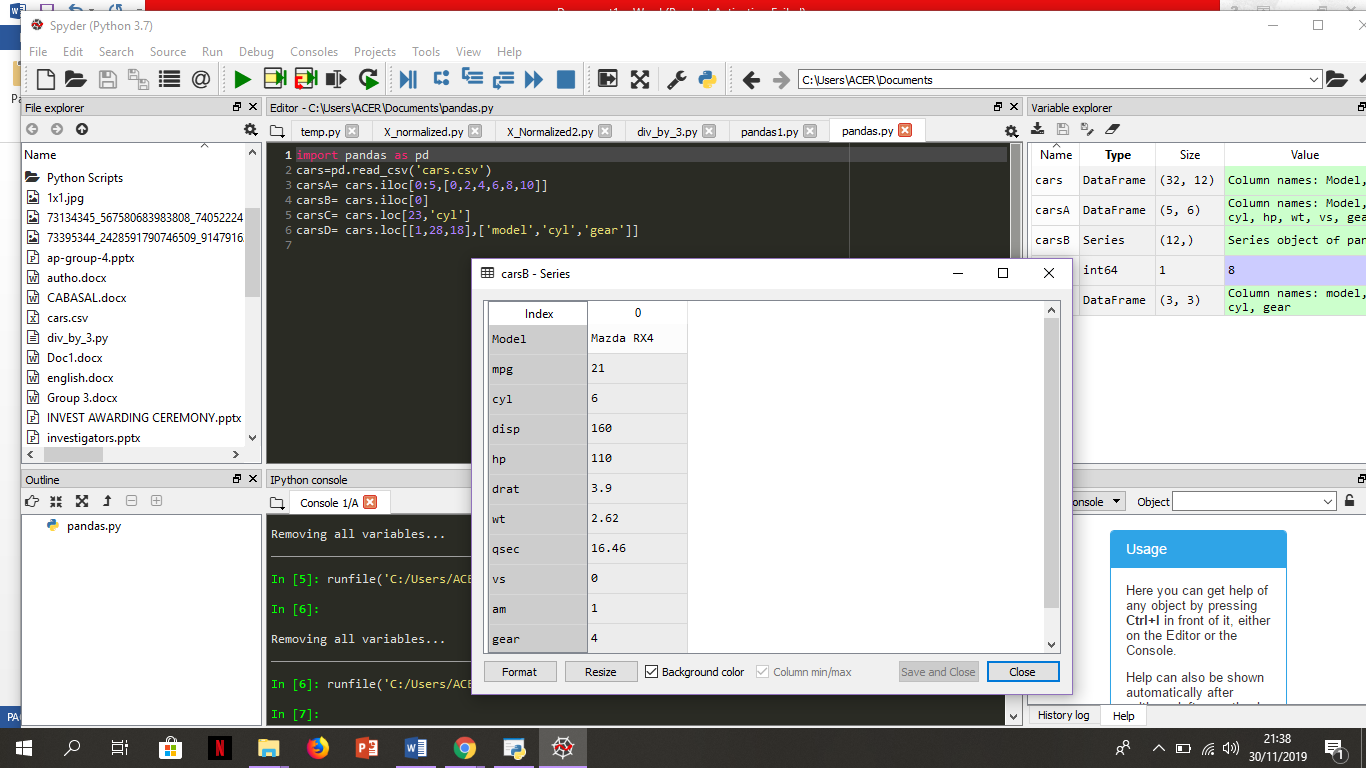 Spyder (Python 3.7)
File Edit Search Source Run Debug Consoles Projects Tools View Help
C:\Users\ACER\Documents
File explorer
Name
Python Scripts
1x1.jpg
73134345_567580683983808_74052224
73395344_2428591790746509_9147916
ap-group-4.pptx
autho.docx
CABASAL.docx
cars.csv
div_by_3.py
Doc1.docx
english.docx
Group 3.docx
INVEST AWARDING CEREMONY.pptx
investigators.pptx
Outline
pandas.py
Editor - C:\Users\ACER\Documents\pandas.py
temp.py X_normalized.py X_Normalized2.py div_by_3.py pandas1.py pandas.py
1 import pandas as pd
2 cars=pd.read_csv('cars.csv')
3 carsA= cars.iloc[0:5,[0,2,4,6,8,10]]
4 carsB= cars.iloc[0]
5 carsC= cars.loc[23,'cyl']
6 carsD= cars.loc[[1,28,18],['model','cyl','gear']]
7
Variable explorer
Name Type Size Value
cars DataFrame (32, 12) Column names: Model,
carsA DataFrame (5, 6) Column names: Model,
cyl, hp, wt, vs, gea
carsB Series (12,) Series object of pan
int64 1 8
DataFrame (3, 3) Column names: model,
cyl, gear
carsB - Series
Index 0
Model Mazda RX4
mpg 21
cyl 6
disp 160
hp 110
drat 3.9
wt 2.62
qsec 16.46
vs 0
am 1
gear 4
Format Resize Background color Column min/max Save and Close Close
IPython console
Console 1/A
Removing all variables...
In [5]: runfile('C:/Users/ACE
In [6]:
Removing all variables...
In [6]: runfile('C:/Users/ACE
In [7]:
onsole Object
Usage
Here you can get help of
any object by pressing
Ctrl+I in front of it, either
on the Editor or the
Console.
Help can also be shown
automatically after
History log Help
21:38
30/11/2019
1